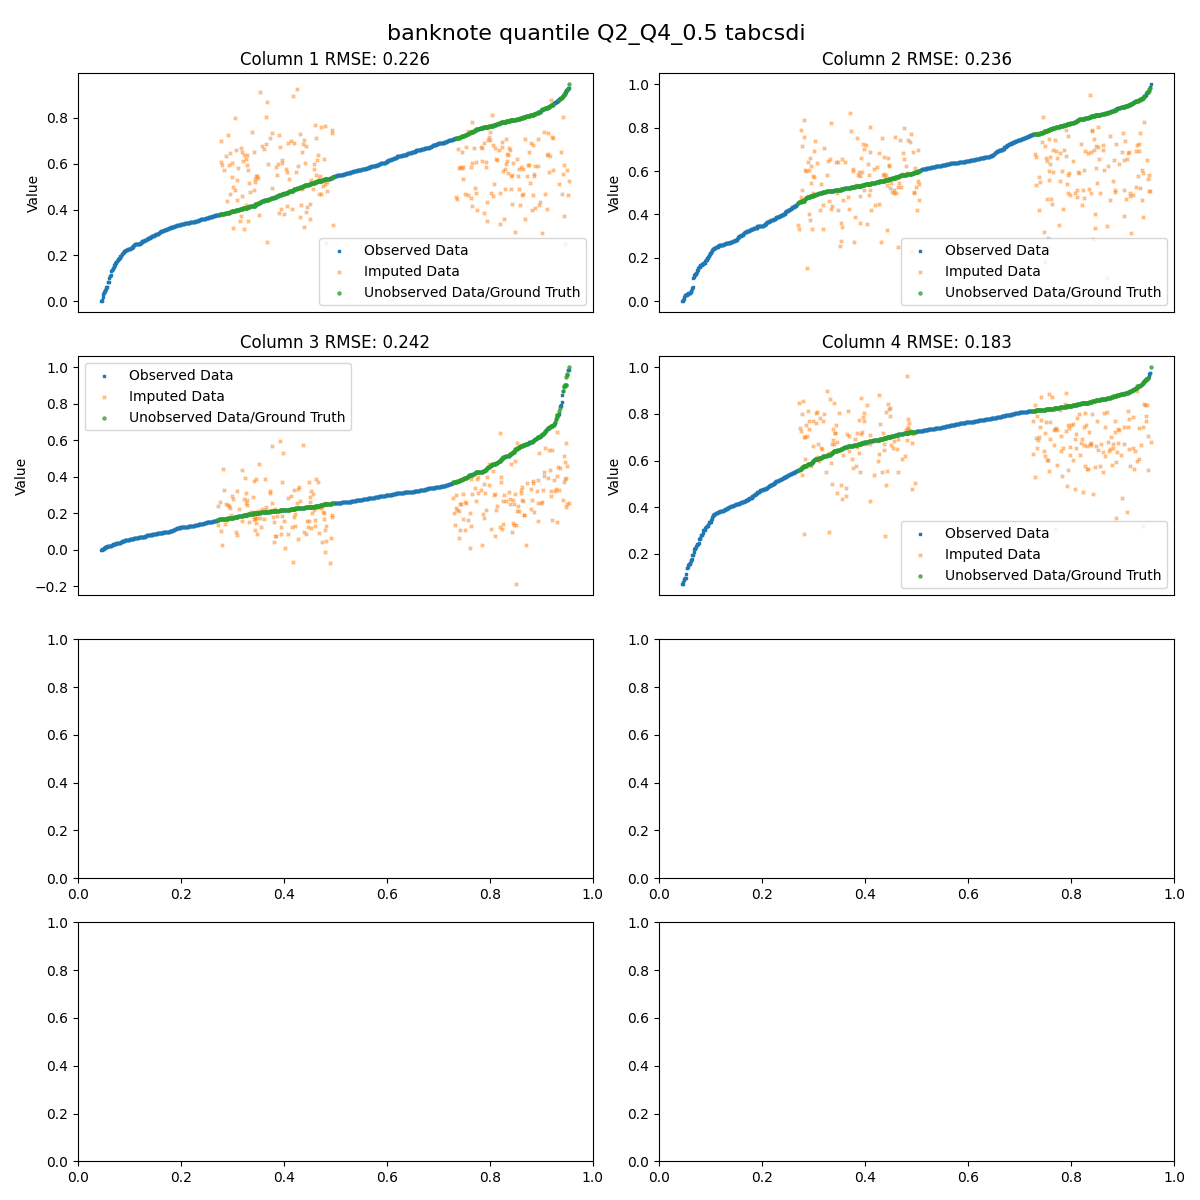 banknote quantile Q2_Q4_0.5 tabcsdi
Column 1 RMSE: 0.226
Value
0.8
0.6
0.4
0.2
0.0
Observed Data
Imputed Data
Unobserved Data/Ground Truth
Column 2 RMSE: 0.236
Value
1.0
0.8
0.6
0.4
0.2
0.0
Observed Data
Imputed Data
Unobserved Data/Ground Truth
Column 3 RMSE: 0.242
Value
1.0
0.8
0.6
0.4
0.2
0.0
−0.2
Observed Data
Imputed Data
Unobserved Data/Ground Truth
Column 4 RMSE: 0.183
Value
1.0
0.8
0.6
0.4
0.2
Observed Data
Imputed Data
Unobserved Data/Ground Truth
1.0
0.8
0.6
0.4
0.2
0.0
0.0 0.2 0.4 0.6 0.8 1.0
1.0
0.8
0.6
0.4
0.2
0.0
0.0 0.2 0.4 0.6 0.8 1.0
1.0
0.8
0.6
0.4
0.2
0.0
0.0 0.2 0.4 0.6 0.8 1.0
1.0
0.8
0.6
0.4
0.2
0.0
0.0 0.2 0.4 0.6 0.8 1.0